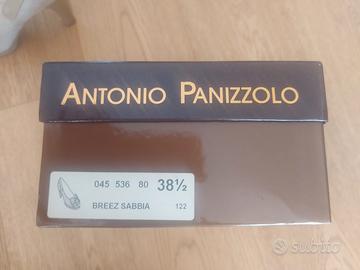 ANTONIO PANIZZOLO
045 536 80 38½
BREEZ SABBIA 122
subito